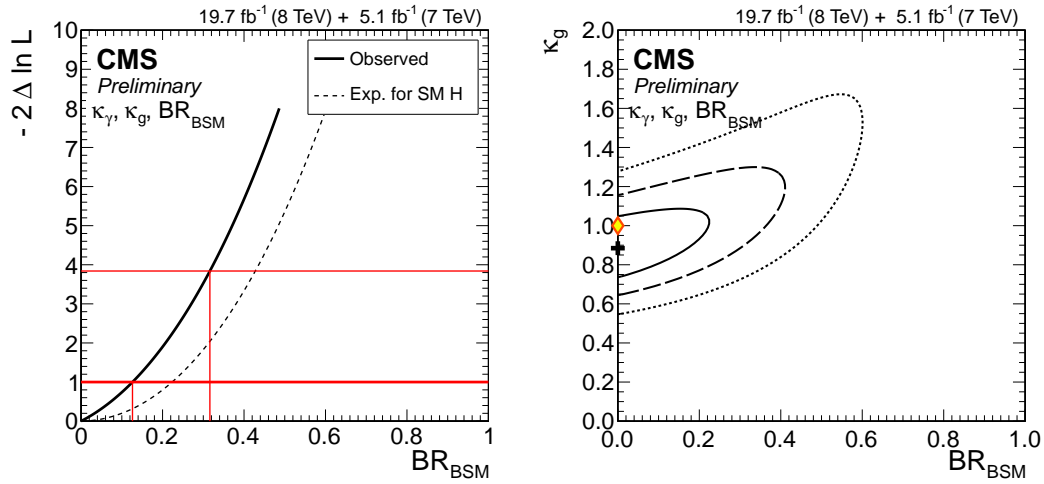 19.7 fb⁻¹ (8 TeV) + 5.1 fb⁻¹ (7 TeV)
- 2 Δ ln L
10
9
8
7
6
5
4
3
2
1
0
CMS
Preliminary
κγ, κg, BRBSM
Observed
Exp. for SM H
0 0.2 0.4 0.6 0.8 1
BRBSM
19.7 fb⁻¹ (8 TeV) + 5.1 fb⁻¹ (7 TeV)
κg
2.0
1.8
1.6
1.4
1.2
1.0
0.8
0.6
0.4
0.2
0.0
CMS
Preliminary
κγ, κg, BRBSM
0.0 0.2 0.4 0.6 0.8 1.0
BRBSM